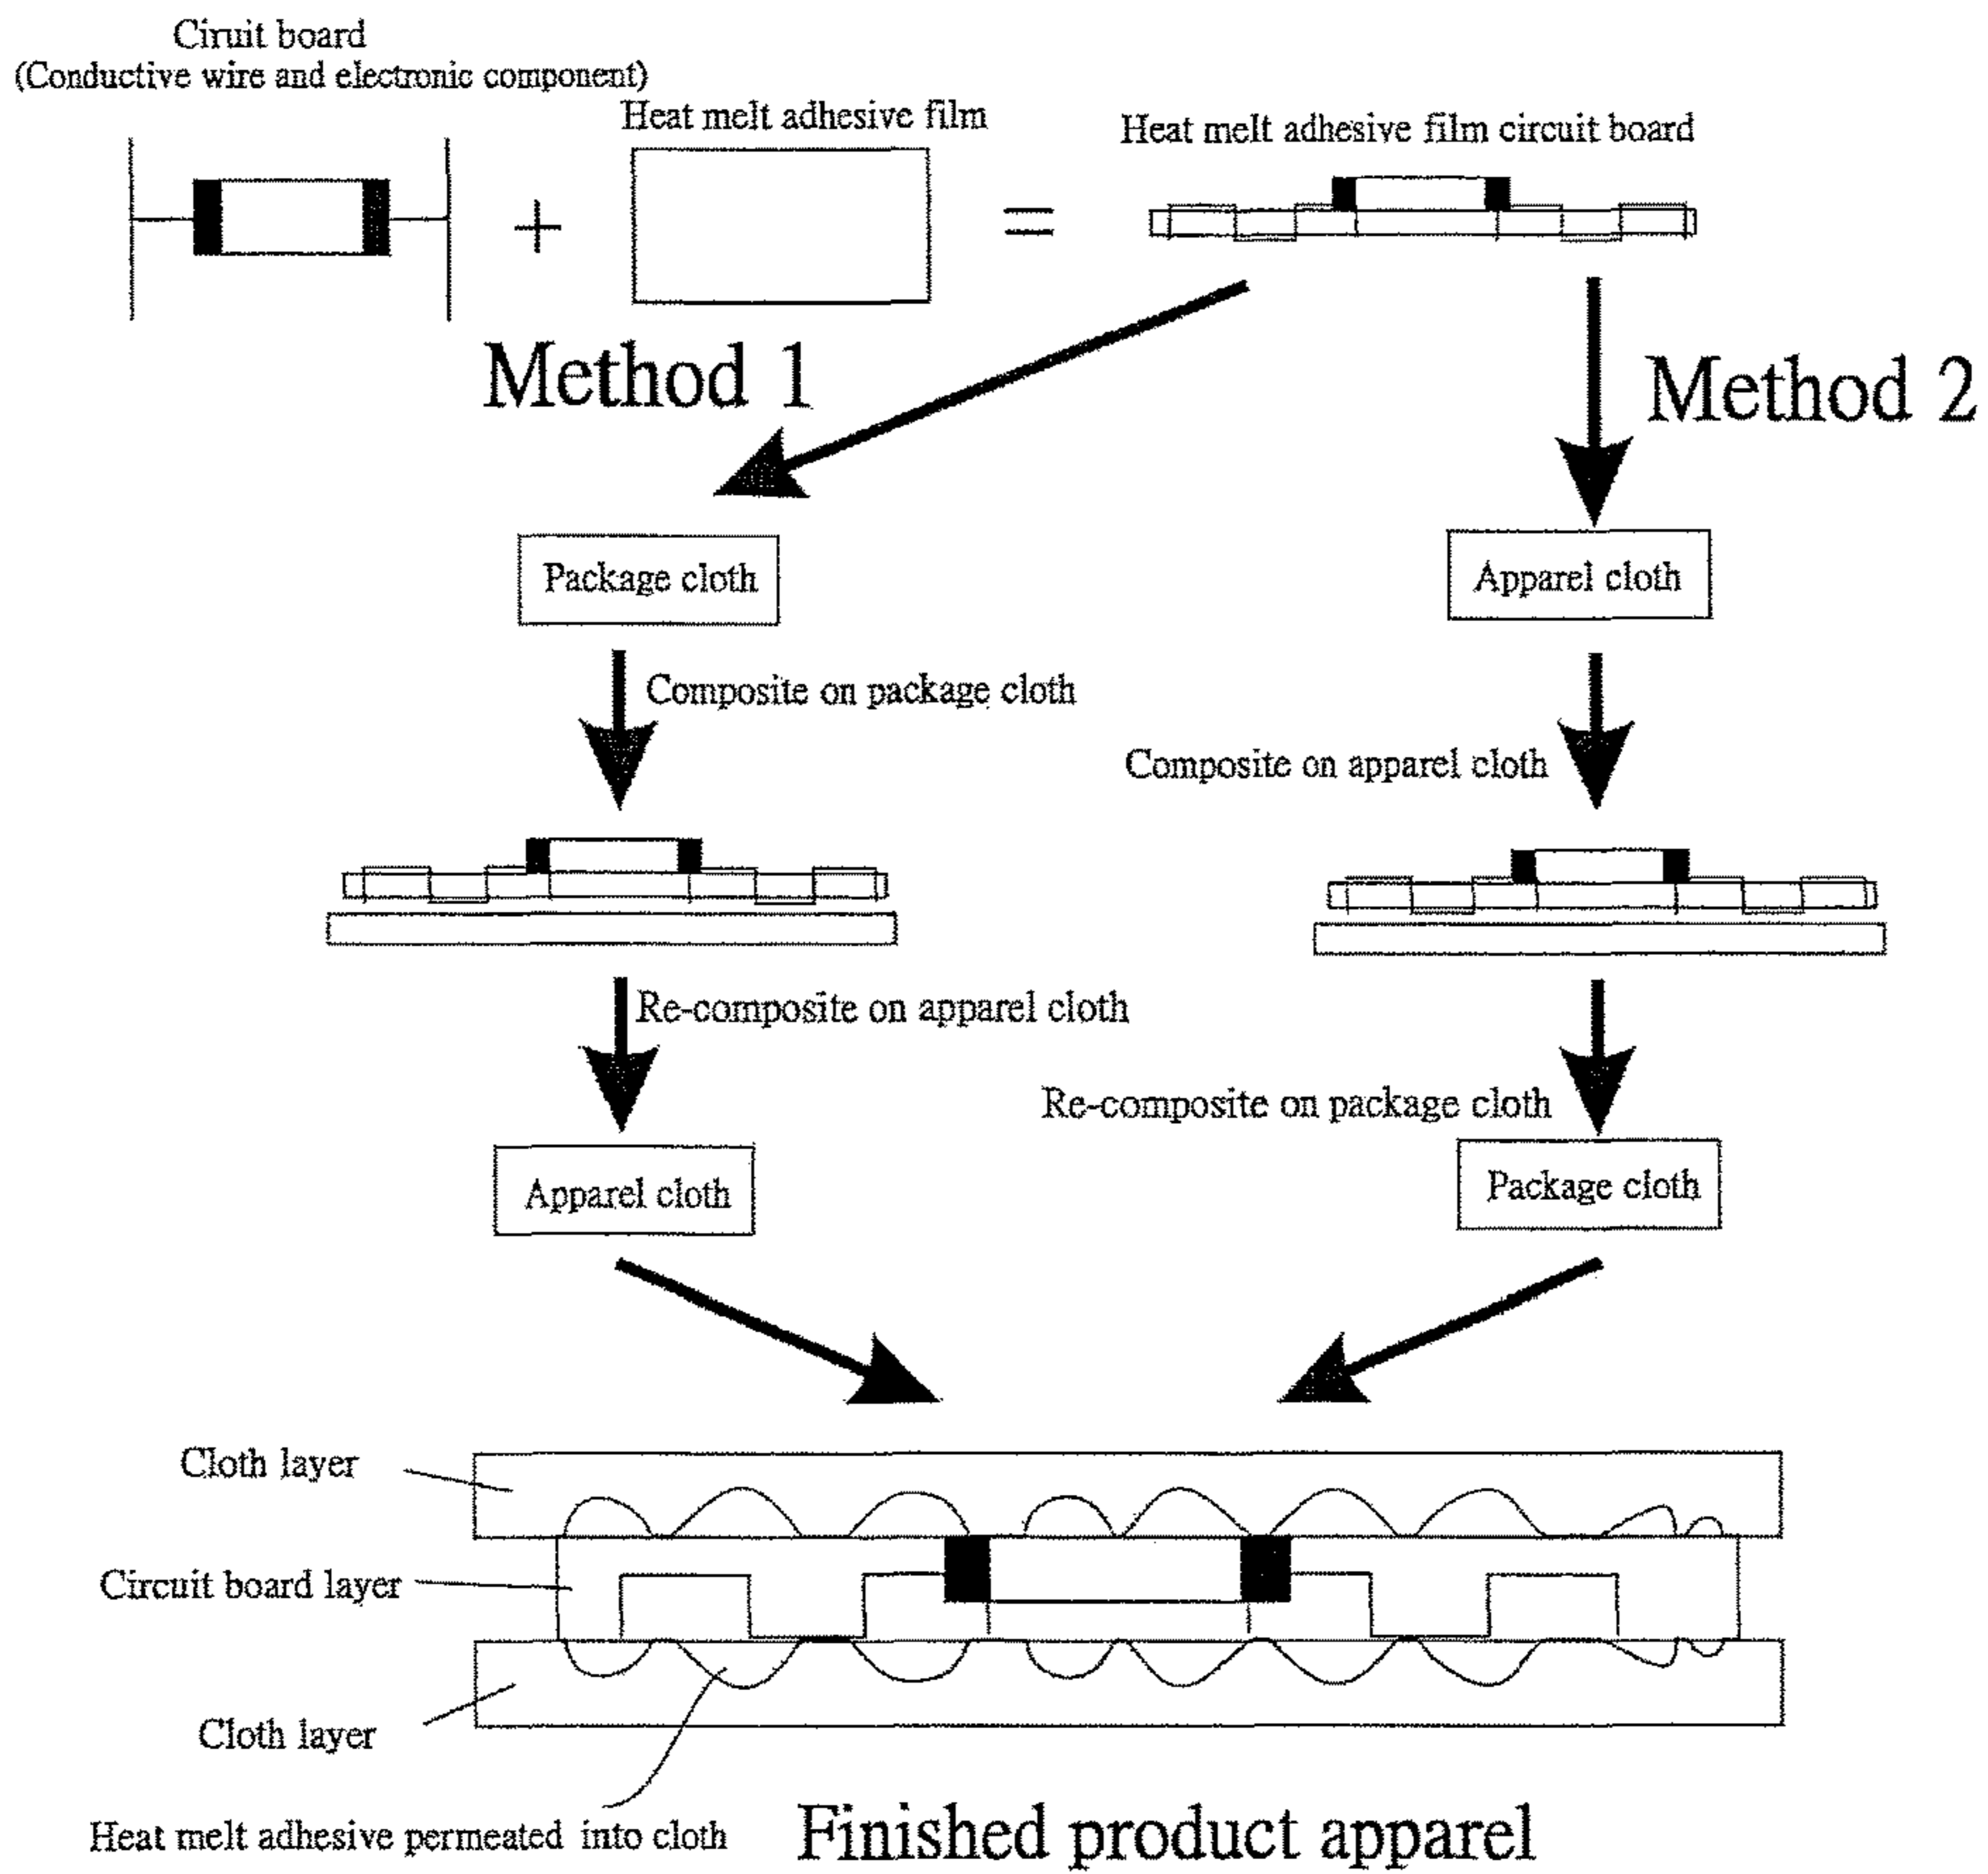 Ciruit board
(Conductive wire and electronic component)
Heat melt adhesive film
Heat melt adhesive film circuit board
+
=
Method 1
Method 2
Package cloth
Apparel cloth
Composite on package cloth
Composite on apparel cloth
Re-composite on apparel cloth
Re-composite on package cloth
Apparel cloth
Package cloth
Cloth layer
Circuit board layer
Cloth layer
Heat melt adhesive permeated into cloth
Finished product apparel